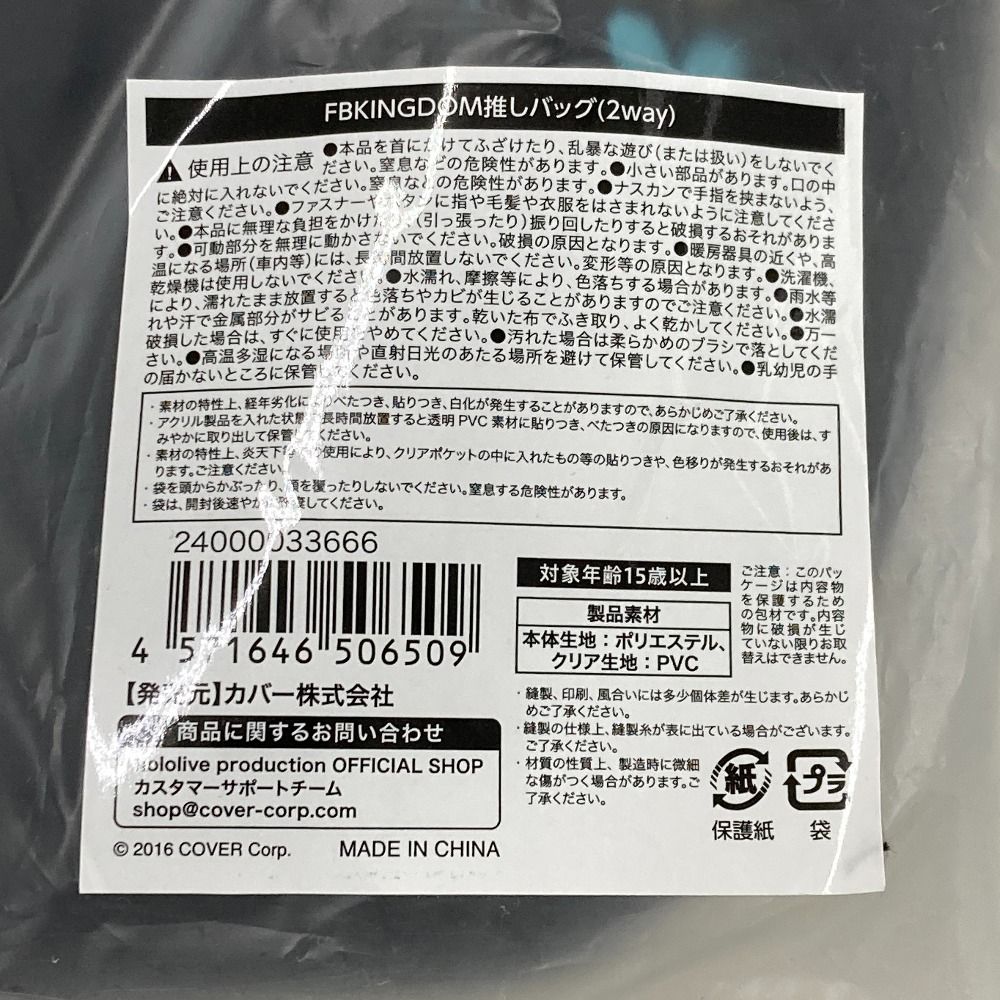 FBKINGDOM推しバッグ(2way)
使用上の注意 ●本品を首にかけてふざけたり、乱暴な遊び(または扱い)をしないでく
ださい。窒息などの危険性があります。●小さい部品があります。口の中
に絶対に入れないでください。窒息などの危険性があります。●ナスカンで手指を挟まないよう、
ご注意ください。●ファスナーやボタンに指や毛髪や衣服をはさまれないように注意してくださ
い。●本品に無理な負担をかけたり、(引っ張ったり)振り回したりすると破損するおそれがありま
す。●可動部分を無理に動かさないでください。破損の原因となります。●暖房器具の近くや、高
温になる場所(車内等)には、長時間放置しないでください。変形等の原因となります。●洗濯機、
乾燥機は使用しないでください。●水濡れ、摩擦等により、色落ちする場合があります。●雨水等
により、濡れたまま放置すると色落ちやカビが生じることがありますのでご注意ください。●水濡
れや汗で金属部分がサビることがあります。乾いた布でふき取り、よく乾かしてください。●万一
破損した場合は、すぐに使用をやめてください。●汚れた場合は柔らかめのブラシで落としてくだ
さい。●高温多湿になる場所や直射日光のあたる場所を避けて保管してください。●乳幼児の手
の届かないところに保管してください。
・素材の特性上、経年劣化によりべたつき、貼りつき、白化が発生することがありますので、あらかじめご了承ください。
・アクリル製品を入れた状態で長時間放置すると透明PVC素材に貼りつき、べたつきの原因になりますので、使用後は、す
みやかに取り出して保管してください。
・素材の特性上、炎天下等での使用により、クリアポケットの中に入れたもの等の貼りつきや、色移りが発生するおそれがあ
ります。ご注意ください。
・袋を頭からかぶったり、顔を覆ったりしないでください。窒息する危険性があります。
・袋は、開封後速やかに破棄してください。
24000033666
4 571646 506509
【発売元】カバー株式会社
商品に関するお問い合わせ
hololive production OFFICIAL SHOP
カスタマーサポートチーム
shop@cover-corp.com
© 2016 COVER Corp. MADE IN CHINA
対象年齢15歳以上
製品素材
本体生地：ポリエステル、
クリア生地：PVC
ご注意：このパッ
ケージは内容物
を保護するため
の包材です。内容
物に破損が生じ
ていない限りお取
替えはできません。
・縫製、印刷、風合いには多少個体差が生じます。あらかじ
めご了承ください。
・縫製の仕様上、縫製糸が表に出ている場合がございます。
ご了承ください。
・材質の性質上、製造時に微細
な傷がつく場合があります。ご
了承ください。
紙
保護紙
プラ
袋